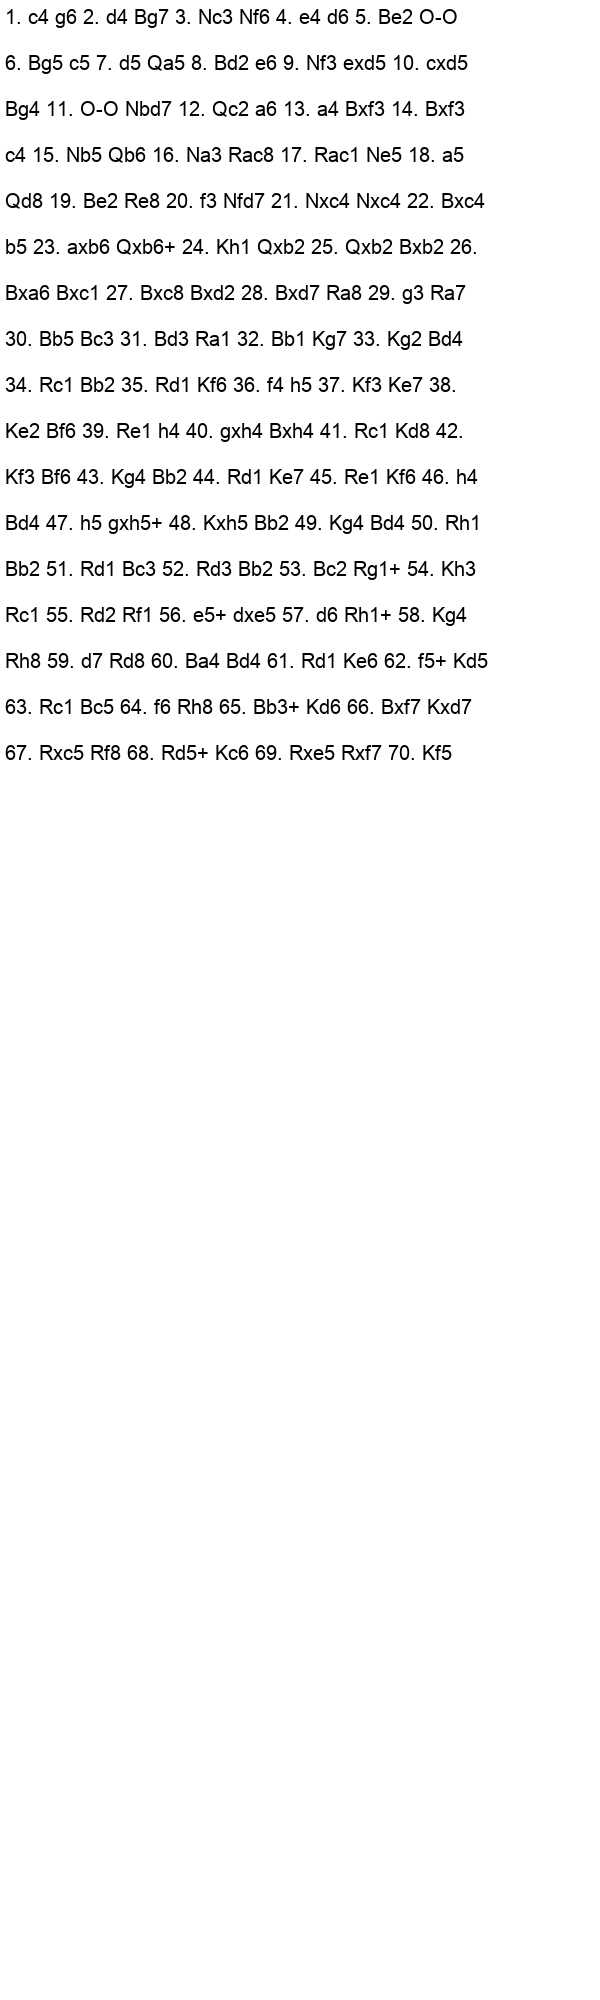 1. c4 g6 2. d4 Bg7 3. Nc3 Nf6 4. e4 d6 5. Be2 O-O
6. Bg5 c5 7. d5 Qa5 8. Bd2 e6 9. Nf3 exd5 10. cxd5
Bg4 11. O-O Nbd7 12. Qc2 a6 13. a4 Bxf3 14. Bxf3
c4 15. Nb5 Qb6 16. Na3 Rac8 17. Rac1 Ne5 18. a5
Qd8 19. Be2 Re8 20. f3 Nfd7 21. Nxc4 Nxc4 22. Bxc4
b5 23. axb6 Qxb6+ 24. Kh1 Qxb2 25. Qxb2 Bxb2 26.
Bxa6 Bxc1 27. Bxc8 Bxd2 28. Bxd7 Ra8 29. g3 Ra7
30. Bb5 Bc3 31. Bd3 Ra1 32. Bb1 Kg7 33. Kg2 Bd4
34. Rc1 Bb2 35. Rd1 Kf6 36. f4 h5 37. Kf3 Ke7 38.
Ke2 Bf6 39. Re1 h4 40. gxh4 Bxh4 41. Rc1 Kd8 42.
Kf3 Bf6 43. Kg4 Bb2 44. Rd1 Ke7 45. Re1 Kf6 46. h4
Bd4 47. h5 gxh5+ 48. Kxh5 Bb2 49. Kg4 Bd4 50. Rh1
Bb2 51. Rd1 Bc3 52. Rd3 Bb2 53. Bc2 Rg1+ 54. Kh3
Rc1 55. Rd2 Rf1 56. e5+ dxe5 57. d6 Rh1+ 58. Kg4
Rh8 59. d7 Rd8 60. Ba4 Bd4 61. Rd1 Ke6 62. f5+ Kd5
63. Rc1 Bc5 64. f6 Rh8 65. Bb3+ Kd6 66. Bxf7 Kxd7
67. Rxc5 Rf8 68. Rd5+ Kc6 69. Rxe5 Rxf7 70. Kf5